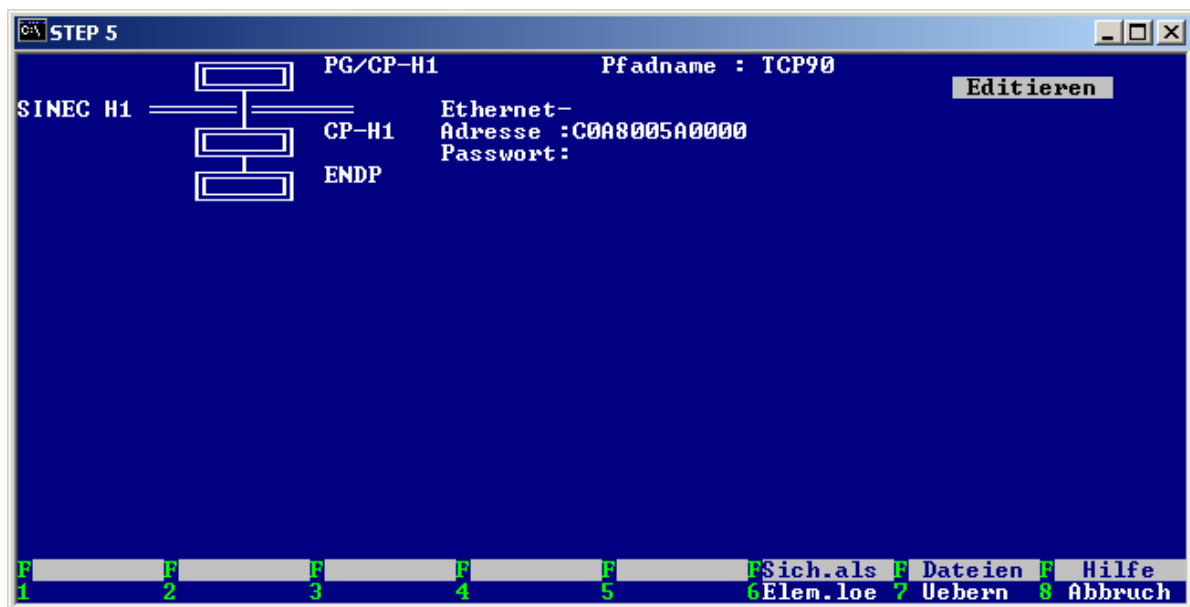 STEP 5
PG/CP-H1 Pfadname : TCP90
Editieren
SINEC H1 Ethernet-
CP-H1 Adresse :C0A8005A0000
Passwort:
ENDP
F F F F F F Sich.als F Dateien F Hilfe
1 2 3 4 5 6 Elem.loe 7 Uebern 8 Abbruch